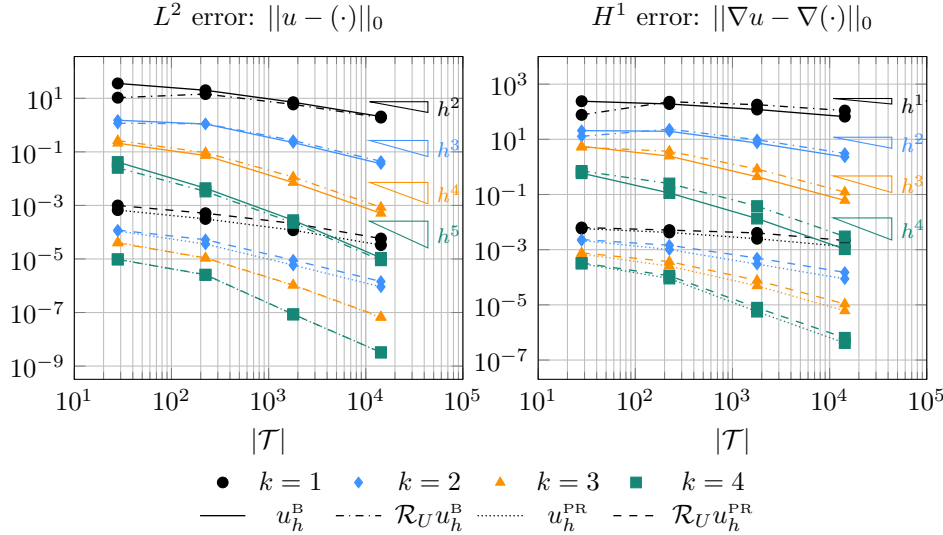 L² error: ||u − (·)||₀
H¹ error: ||∇u − ∇(·)||₀
10¹
10⁻¹
10⁻³
10⁻⁵
10⁻⁷
10⁻⁹
h²
h³
h⁴
h⁵
10¹ 10² 10³ 10⁴ 10⁵
|𝒯|
10³
10¹
10⁻¹
10⁻³
10⁻⁵
10⁻⁷
h¹
h²
h³
h⁴
10¹ 10² 10³ 10⁴ 10⁵
|𝒯|
k = 1 k = 2 k = 3 k = 4
u_h^B ℛ_U u_h^B u_h^PR ℛ_U u_h^PR